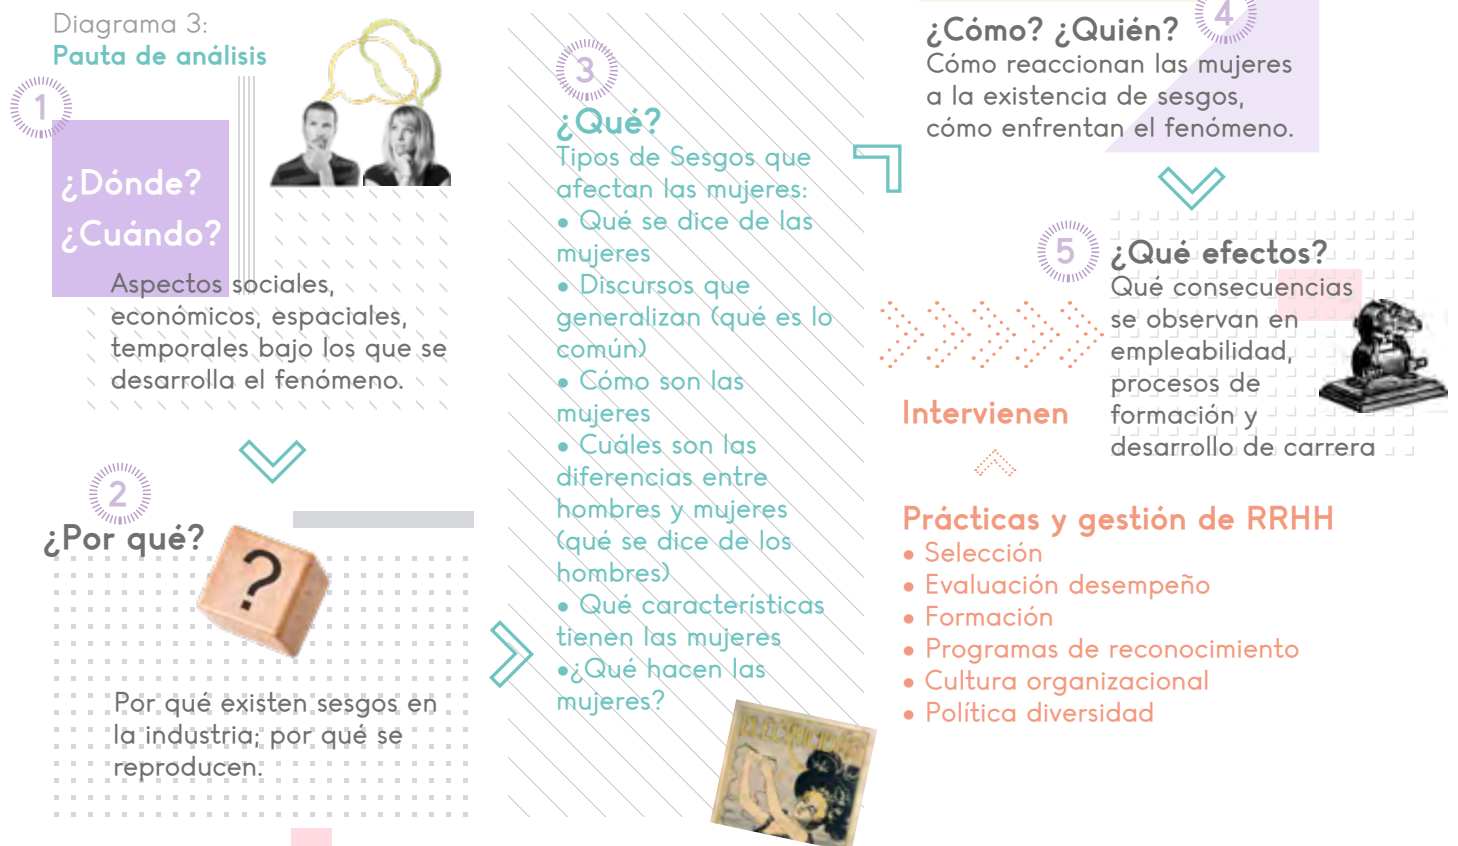 Diagrama 3:
Pauta de análisis
1
¿Dónde?
¿Cuándo?
Aspectos sociales,
económicos, espaciales,
temporales bajo los que se
desarrolla el fenómeno.
2
¿Por qué?
?
Por qué existen sesgos en
la industria; por qué se
reproducen.
3
¿Qué?
Tipos de Sesgos que
afectan las mujeres:
• Qué se dice de las
mujeres
• Discursos que
generalizan (qué es lo
común)
• Cómo son las
mujeres
• Cuáles son las
diferencias entre
hombres y mujeres
(qué se dice de los
hombres)
• Qué características
tienen las mujeres
•¿Qué hacen las
mujeres?
4
¿Cómo? ¿Quién?
Cómo reaccionan las mujeres
a la existencia de sesgos,
cómo enfrentan el fenómeno.
5
¿Qué efectos?
Qué consecuencias
se observan en
empleabilidad,
procesos de
formación y
desarrollo de carrera
Intervienen
Prácticas y gestión de RRHH
• Selección
• Evaluación desempeño
• Formación
• Programas de reconocimiento
• Cultura organizacional
• Política diversidad